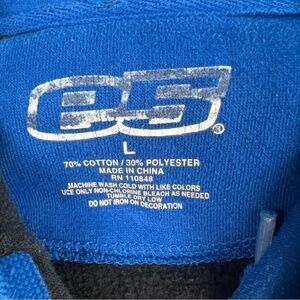 e5®
L
70% COTTON / 30% POLYESTER
MADE IN CHINA
RN 110848
MACHINE WASH COLD WITH LIKE COLORS
USE ONLY NON-CHLORINE BLEACH AS NEEDED
TUMBLE DRY LOW
DO NOT IRON ON DECORATION